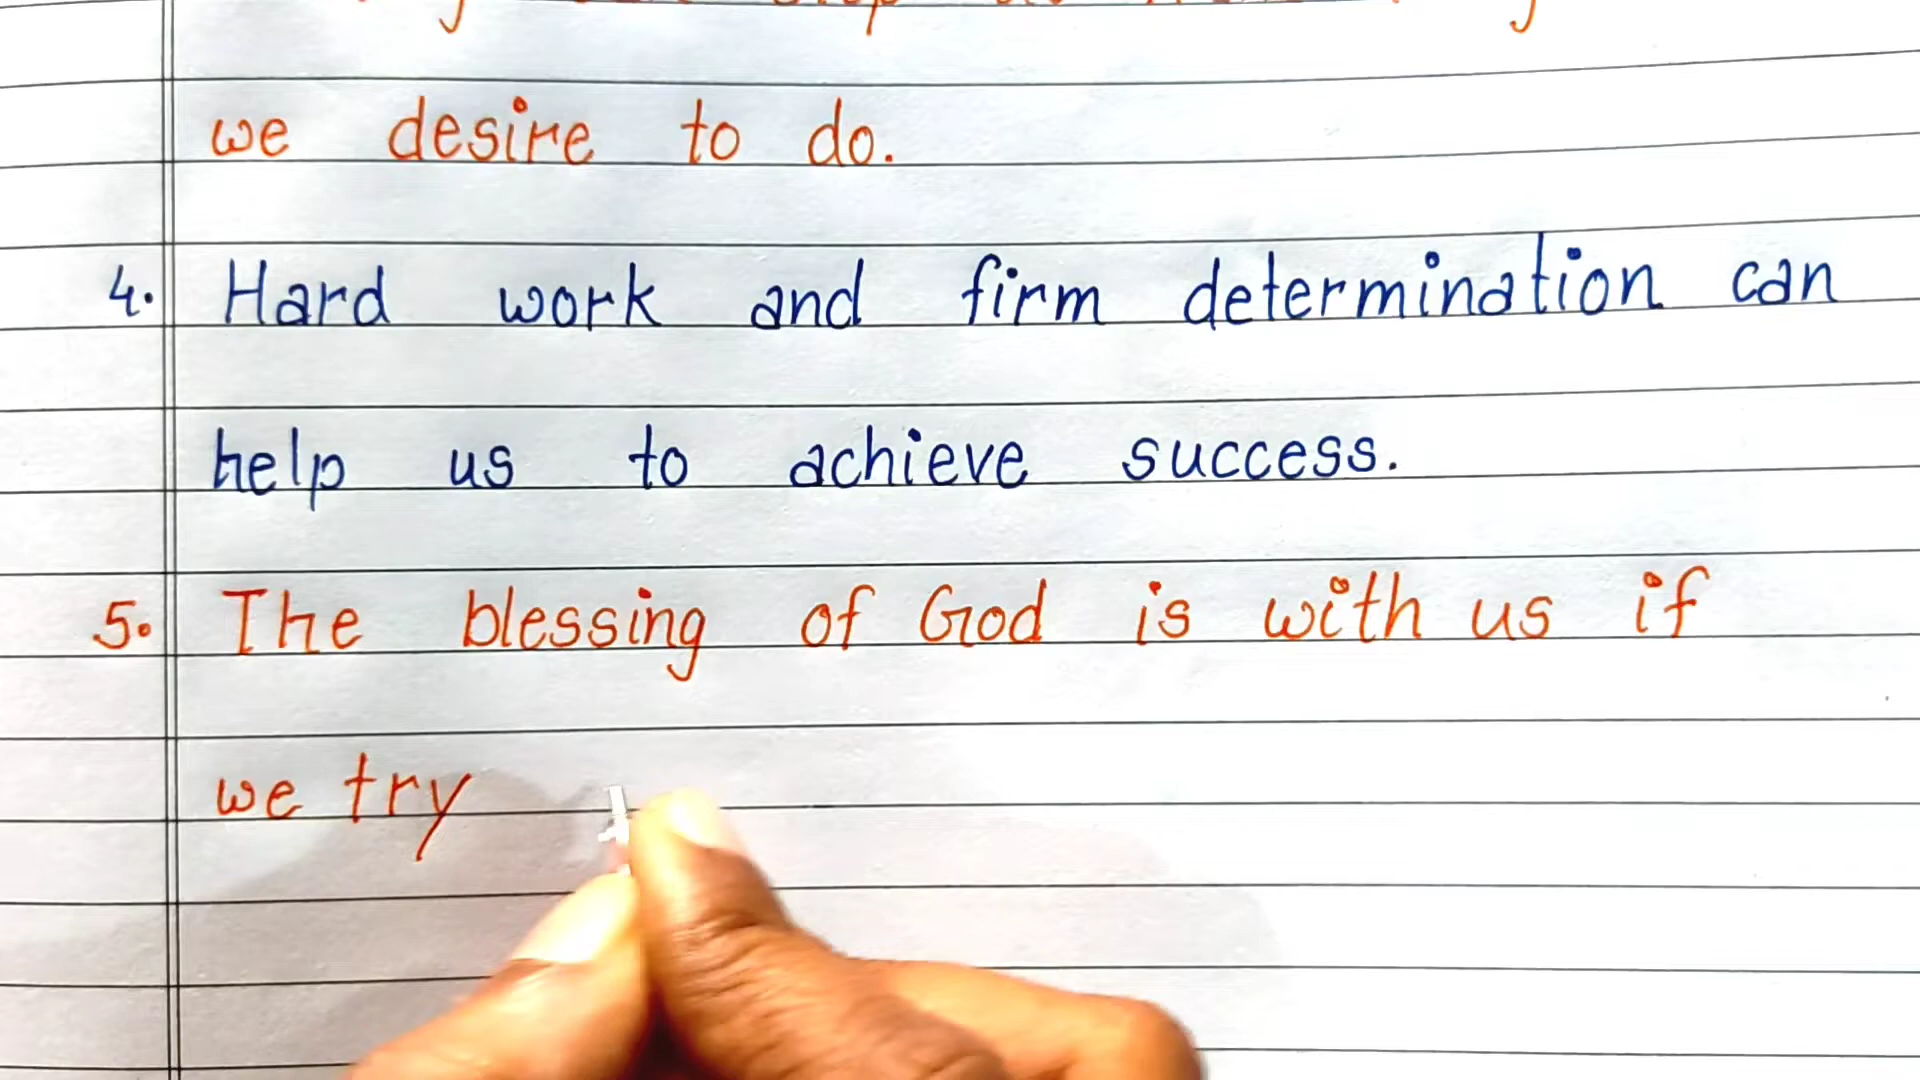 we desire to do.
4. Hard work and firm determination can
help us to achieve success.
5. The blessing of God is with us if
we try